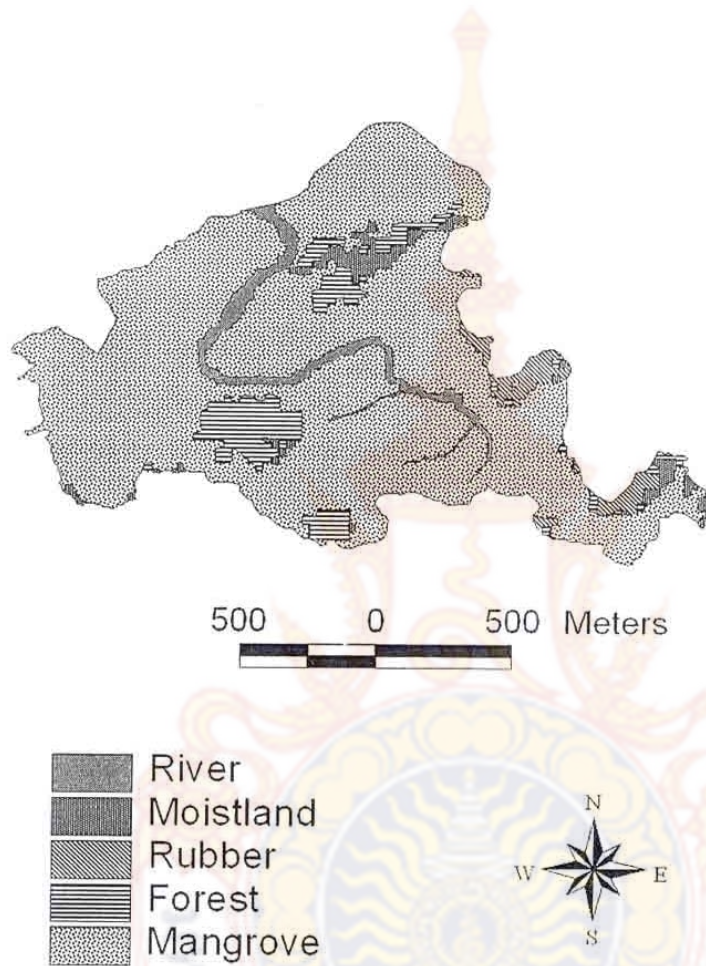 500 0 500 Meters
River
Moistland
Rubber
Forest
Mangrove
N
W E
S